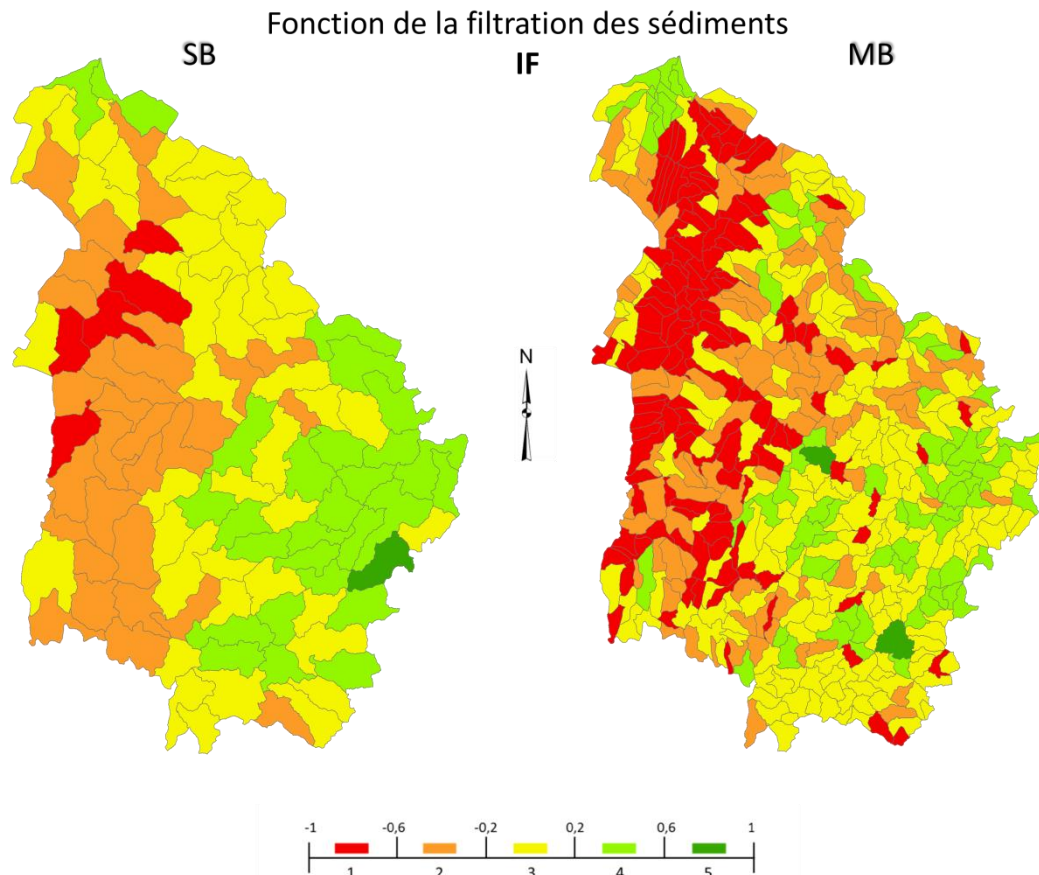 Fonction de la filtration des sédiments
SB IF MB
N
-1 -0,6 -0,2 0,2 0,6 1
1 2 3 4 5